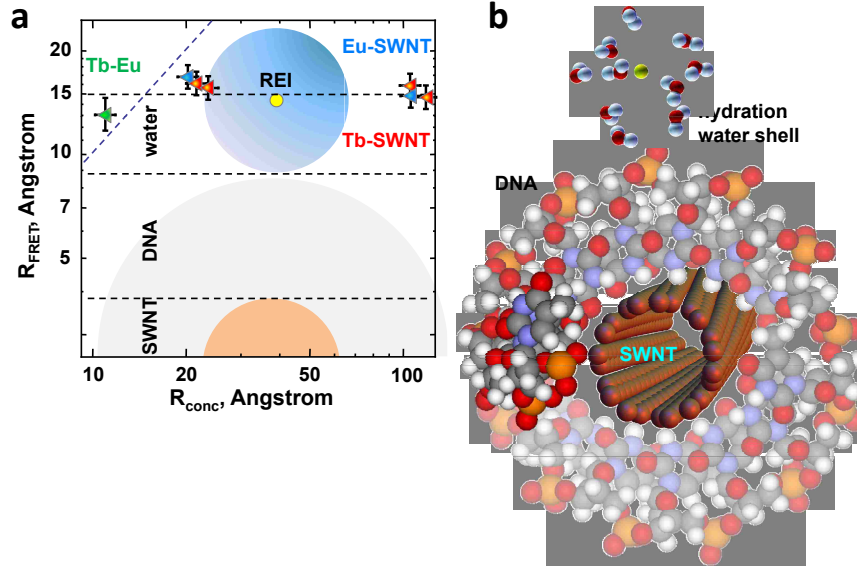 a
Tb-Eu
Eu-SWNT
REI
Tb-SWNT
water
DNA
SWNT
22
15
10
7
5
R_FRET, Angstrom
10
20
50
100
R_conc, Angstrom
b
hydration
water shell
DNA
SWNT